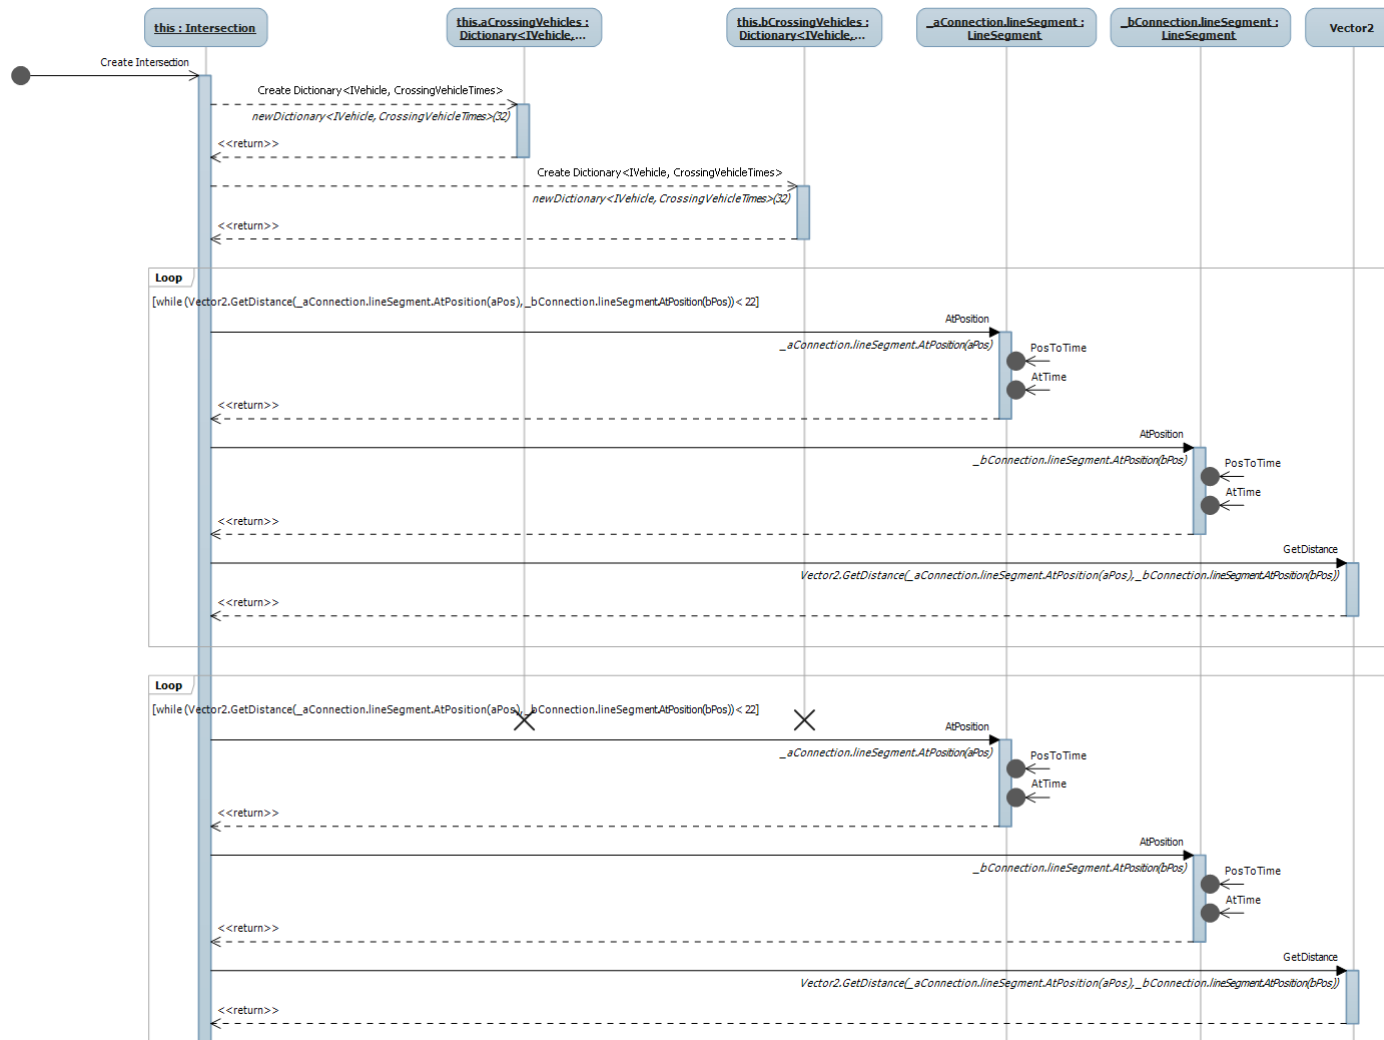 this : Intersection
this.aCrossingVehicles :
Dictionary<IVehicle,...
this.bCrossingVehicles :
Dictionary<IVehicle,...
_aConnection.lineSegment :
LineSegment
_bConnection.lineSegment :
LineSegment
Vector2
Create Intersection
Create Dictionary<IVehicle, CrossingVehicleTimes>
newDictionary<IVehicle, CrossingVehicleTimes>(32)
<<return>>
Create Dictionary<IVehicle, CrossingVehicleTimes>
newDictionary<IVehicle, CrossingVehicleTimes>(32)
<<return>>
Loop
[while (Vector2.GetDistance(_aConnection.lineSegment.AtPosition(aPos), _bConnection.lineSegment.AtPosition(bPos)) < 22]
AtPosition
_aConnection.lineSegment.AtPosition(aPos)
PosToTime
AtTime
<<return>>
AtPosition
_bConnection.lineSegment.AtPosition(bPos)
PosToTime
AtTime
<<return>>
GetDistance
Vector2.GetDistance(_aConnection.lineSegment.AtPosition(aPos), _bConnection.lineSegment.AtPosition(bPos))
<<return>>
Loop
[while (Vector2.GetDistance(_aConnection.lineSegment.AtPosition(aPos), _bConnection.lineSegment.AtPosition(bPos)) < 22]
AtPosition
_aConnection.lineSegment.AtPosition(aPos)
PosToTime
AtTime
<<return>>
AtPosition
_bConnection.lineSegment.AtPosition(bPos)
PosToTime
AtTime
<<return>>
GetDistance
Vector2.GetDistance(_aConnection.lineSegment.AtPosition(aPos), _bConnection.lineSegment.AtPosition(bPos))
<<return>>